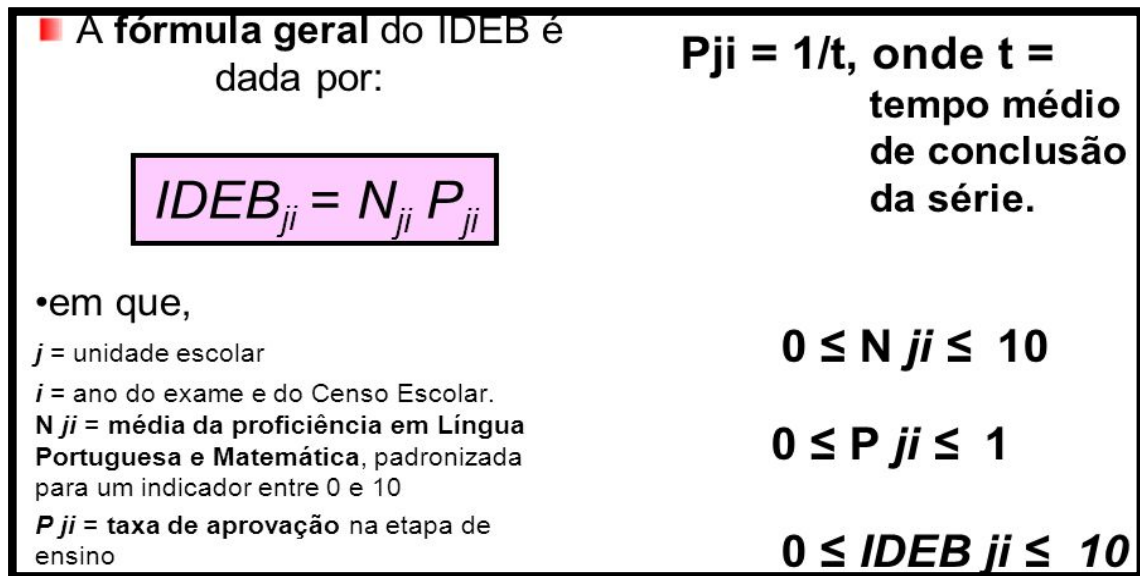 A fórmula geral do IDEB é
dada por:
IDEBji = Nji Pji
•em que,
j = unidade escolar
i = ano do exame e do Censo Escolar.
N ji = média da proficiência em Língua
Portuguesa e Matemática, padronizada
para um indicador entre 0 e 10
P ji = taxa de aprovação na etapa de
ensino
Pji = 1/t, onde t =
tempo médio
de conclusão
da série.
0 ≤ N ji ≤ 10
0 ≤ P ji ≤ 1
0 ≤ IDEB ji ≤ 10